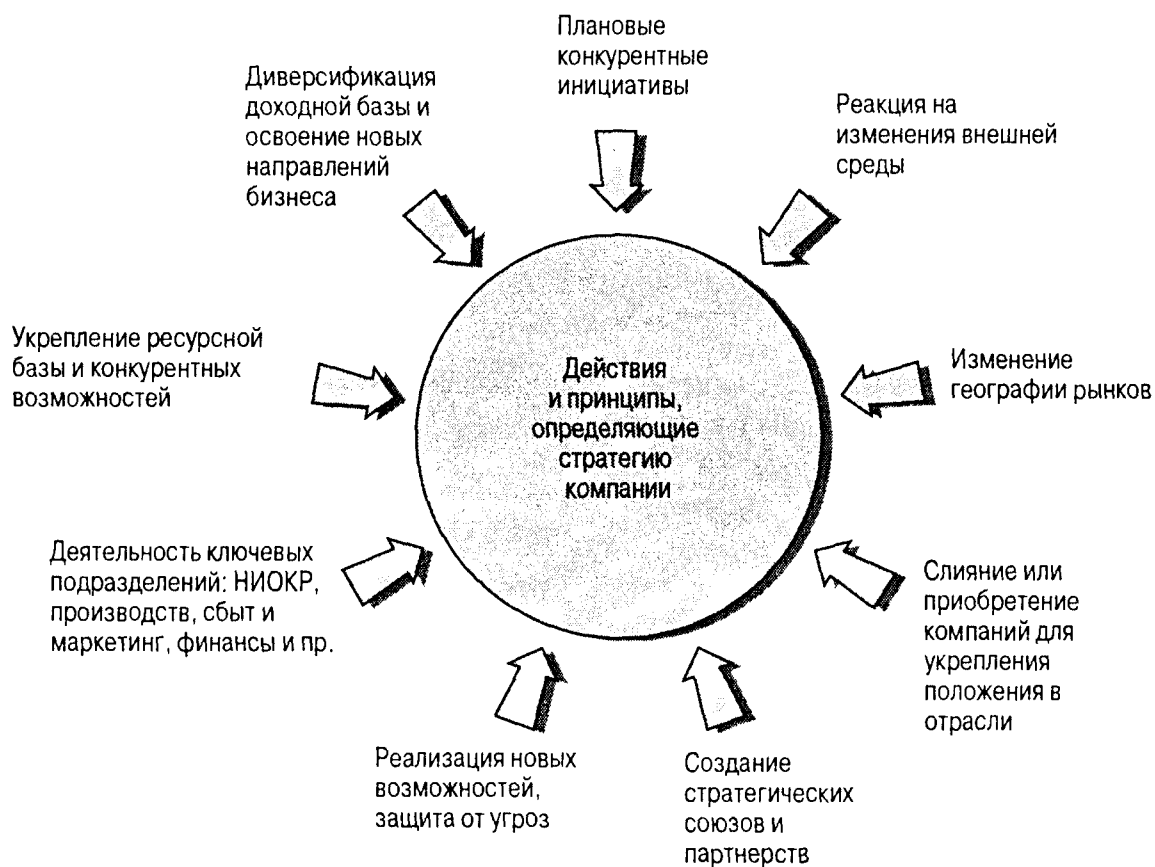 Плановые
конкурентные
инициативы
Реакция на
изменения внешней
среды
Изменение
географии рынков
Слияние или
приобретение
компаний для
укрепления
положения в
отрасли
Создание
стратегических
союзов и
партнерств
Реализация новых
возможностей,
защита от угроз
Деятельность ключевых
подразделений: НИОКР,
производств, сбыт и
маркетинг, финансы и пр.
Укрепление ресурсной
базы и конкурентных
возможностей
Диверсификация
доходной базы и
освоение новых
направлений
бизнеса
Действия
и принципы,
определяющие
стратегию
компании